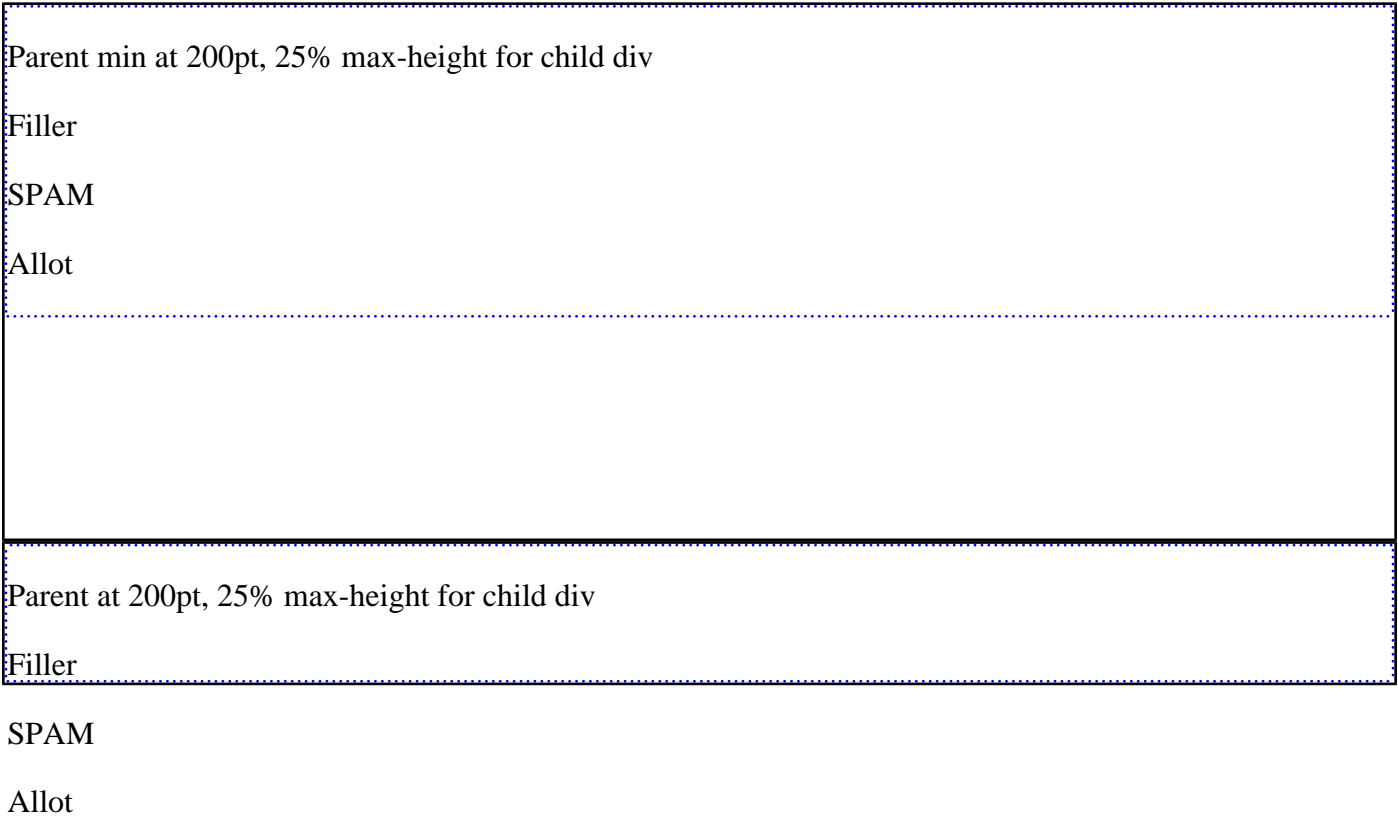 Parent min at 200pt, 25% max-height for child div
Filler
SPAM
Allot
Parent at 200pt, 25% max-height for child div
Filler
SPAM
Allot